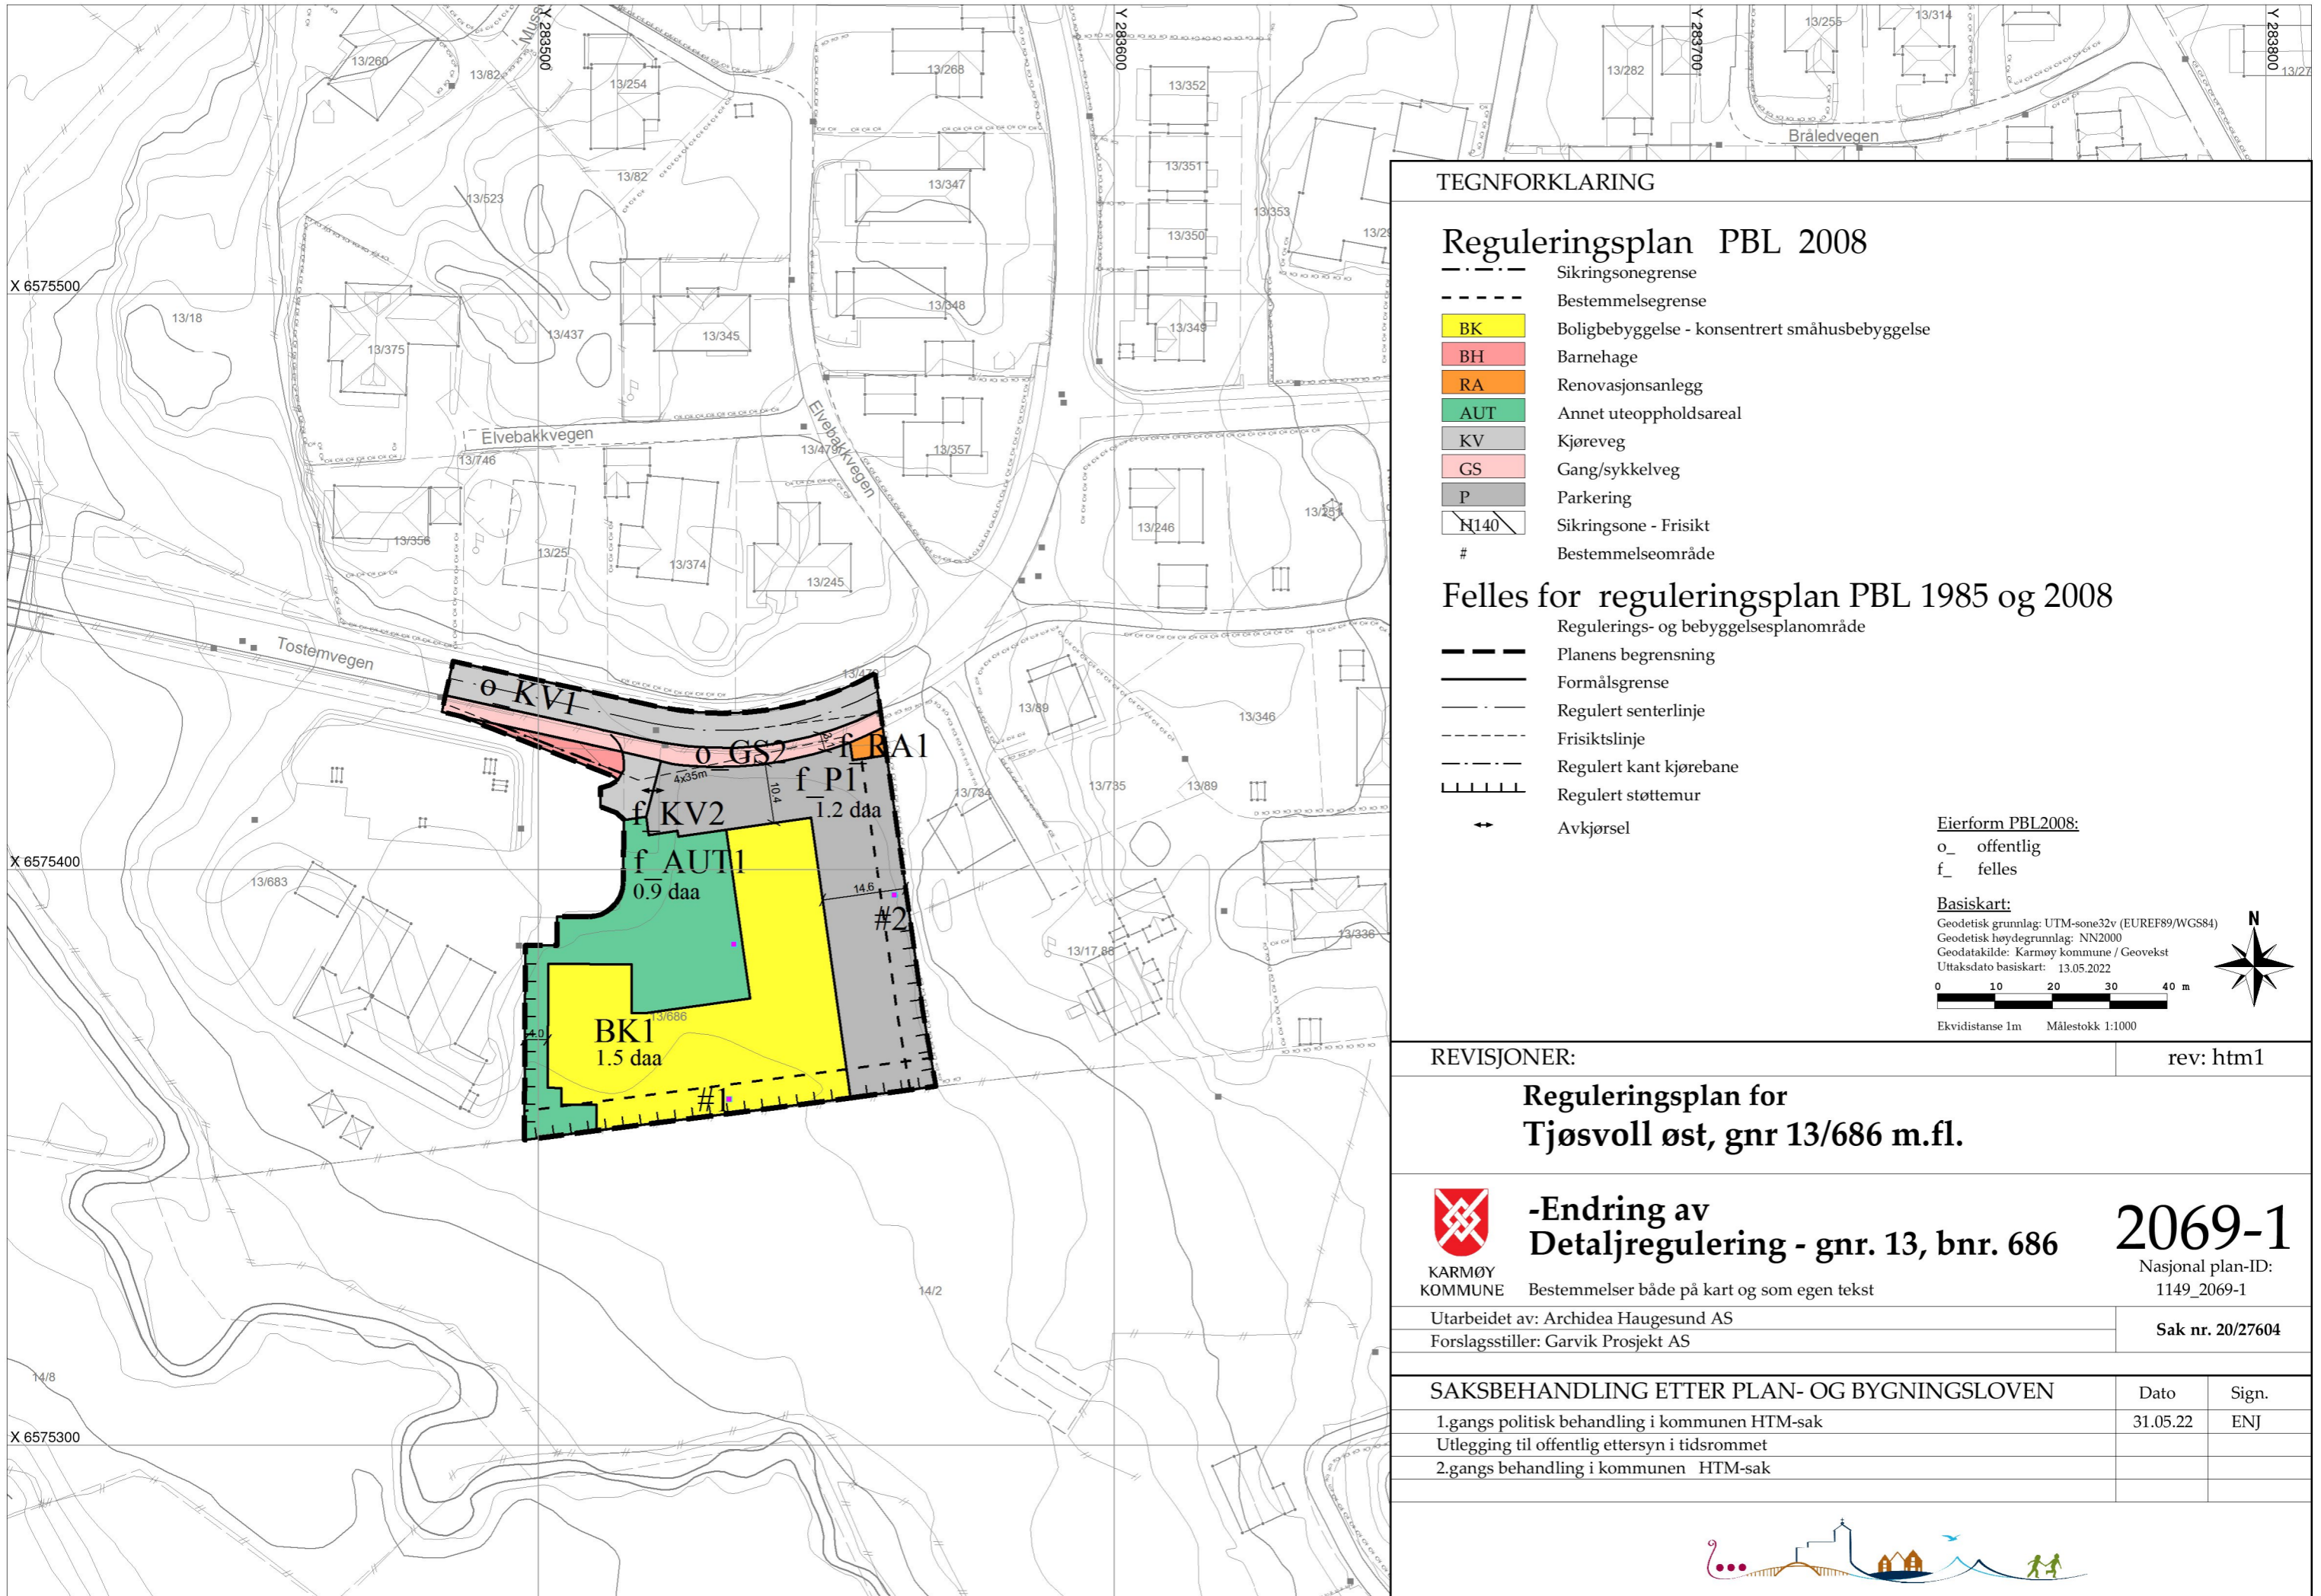 Y 283500
Y 283600
Y 283700
Y 283800
13/260
13/82
13/254
13/268
13/352
13/282
13/255
13/314
Bråledvegen
13/82
13/523
13/347
13/351
13/350
13/353
X 6575500
13/18
13/375
13/437
13/345
13/348
13/349
Elvebakkvegen
Elvebakkvegen
13/746
13/479
13/357
13/356
13/25
13/374
13/245
13/246
13/251
Tostemvegen
o_KV1
o_GS2
f_RA1
4x35m
f_P1
1.2 daa
10.4
f_KV2
13/89
13/346
13/734
13/735
13/89
X 6575400
13/683
f_AUT1
0.9 daa
14.6
#2
13/17,88
13/336
13/686
BK1
1.5 daa
4.0
#1
14/2
14/8
X 6575300
TEGNFORKLARING
Reguleringsplan PBL 2008
Sikringsonegrense
Bestemmelsegrense
BK Boligbebyggelse - konsentrert småhusbebyggelse
BH Barnehage
RA Renovasjonsanlegg
AUT Annet uteoppholdsareal
KV Kjøreveg
GS Gang/sykkelveg
P Parkering
H140 Sikringsone - Frisikt
# Bestemmelseområde
Felles for reguleringsplan PBL 1985 og 2008
Regulerings- og bebyggelsesplanområde
Planens begrensning
Formålsgrense
Regulert senterlinje
Frisiktslinje
Regulert kant kjørebane
Regulert støttemur
Avkjørsel
Eierform PBL2008:
o_ offentlig
f_ felles
Basiskart:
Geodetisk grunnlag: UTM-sone32v (EUREF89/WGS84)
Geodetisk høydegrunnlag: NN2000
Geodatakilde: Karmøy kommune / Geovekst
Uttaksdato basiskart: 13.05.2022
N
0 10 20 30 40 m
Ekvidistanse 1m Målestokk 1:1000
REVISJONER: rev: htm1
Reguleringsplan for
Tjøsvoll øst, gnr 13/686 m.fl.
-Endring av
Detaljregulering - gnr. 13, bnr. 686
2069-1
Nasjonal plan-ID:
1149_2069-1
KARMØY
KOMMUNE
Bestemmelser både på kart og som egen tekst
Utarbeidet av: Archidea Haugesund AS
Forslagsstiller: Garvik Prosjekt AS
Sak nr. 20/27604
SAKSBEHANDLING ETTER PLAN- OG BYGNINGSLOVEN Dato Sign.
1.gangs politisk behandling i kommunen HTM-sak 31.05.22 ENJ
Utlegging til offentlig ettersyn i tidsrommet
2.gangs behandling i kommunen HTM-sak